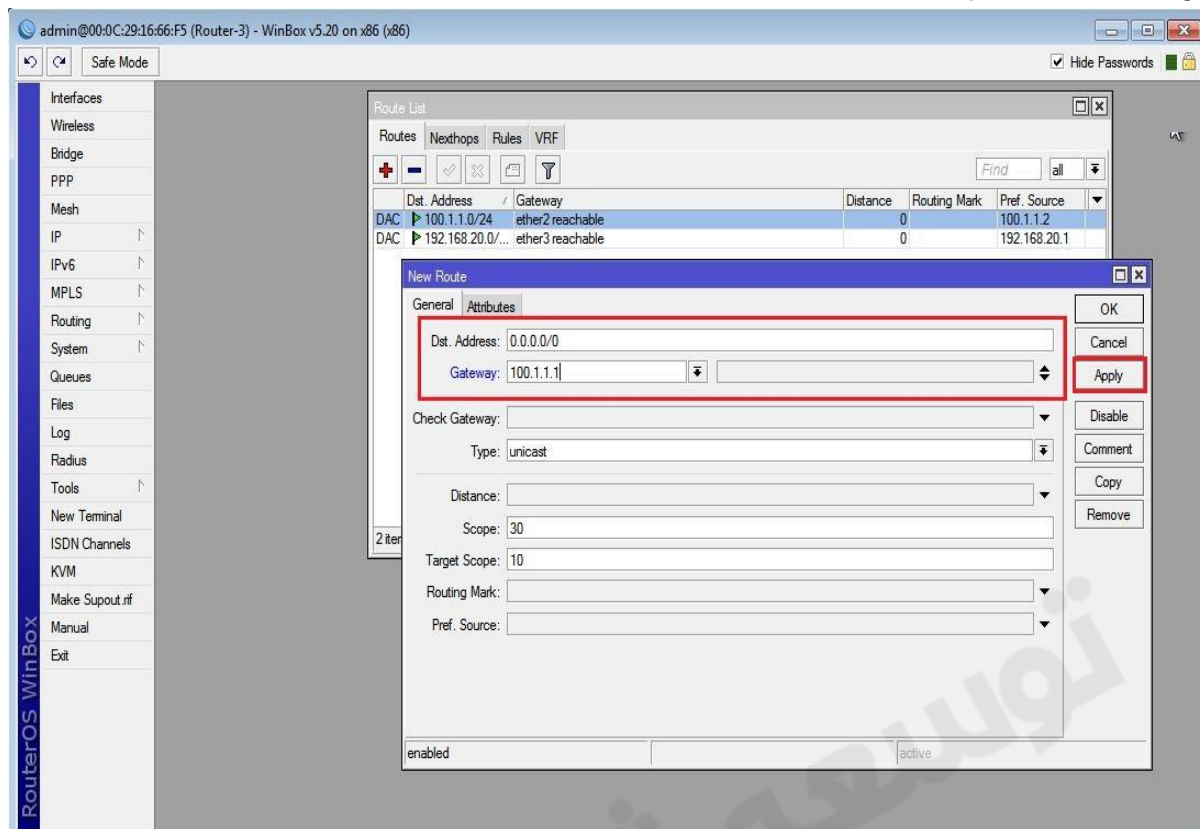 admin@00:0C:29:16:66:F5 (Router-3) - WinBox v5.20 on x86 (x86)
Safe Mode
Hide Passwords
Interfaces
Wireless
Bridge
PPP
Mesh
IP
IPv6
MPLS
Routing
System
Queues
Files
Log
Radius
Tools
New Terminal
ISDN Channels
KVM
Make Supout.rif
Manual
Exit
RouterOS WinBox
Route List
Routes Nexthops Rules VRF
Find all
Dst. Address / Gateway Distance Routing Mark Pref. Source
DAC 100.1.1.0/24 ether2 reachable 0 100.1.1.2
DAC 192.168.20.0/... ether3 reachable 0 192.168.20.1
2 iter
New Route
General Attributes
Dst. Address: 0.0.0.0/0
Gateway: 100.1.1.1
Check Gateway:
Type: unicast
Distance:
Scope: 30
Target Scope: 10
Routing Mark:
Pref. Source:
OK
Cancel
Apply
Disable
Comment
Copy
Remove
enabled active